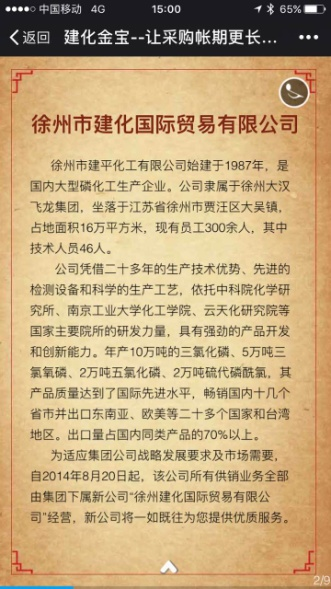 中国移动 4G 15:00 65%
返回 建化金宝--让采购帐期更长...
徐州市建化国际贸易有限公司
徐州市建平化工有限公司始建于1987年，是
国内大型磷化工生产企业。公司隶属于徐州大汉
飞龙集团，坐落于江苏省徐州市贾汪区大吴镇，
占地面积16万平方米，现有员工300余人，其中
技术人员46人。
公司凭借二十多年的生产技术优势、先进的
检测设备和科学的生产工艺，依托中科院化学研
究所、南京工业大学化工学院、云天化研究院等
国家主要院所的研发力量，具有强劲的产品开发
和创新能力。年产10万吨的三氯化磷、5万吨三
氯氧磷、2万吨五氯化磷、2万吨硫代磷酰氯，其
产品质量达到了国际先进水平，畅销国内十几个
省市并出口东南亚、欧美等二十多个国家和台湾
地区。出口量占国内同类产品的70%以上。
为适应集团公司战略发展要求及市场需要，
自2014年8月20日起，该公司所有供销业务全部
由集团下属新公司“徐州建化国际贸易有限公
司”经营，新公司将一如既往为您提供优质服务。
2/9